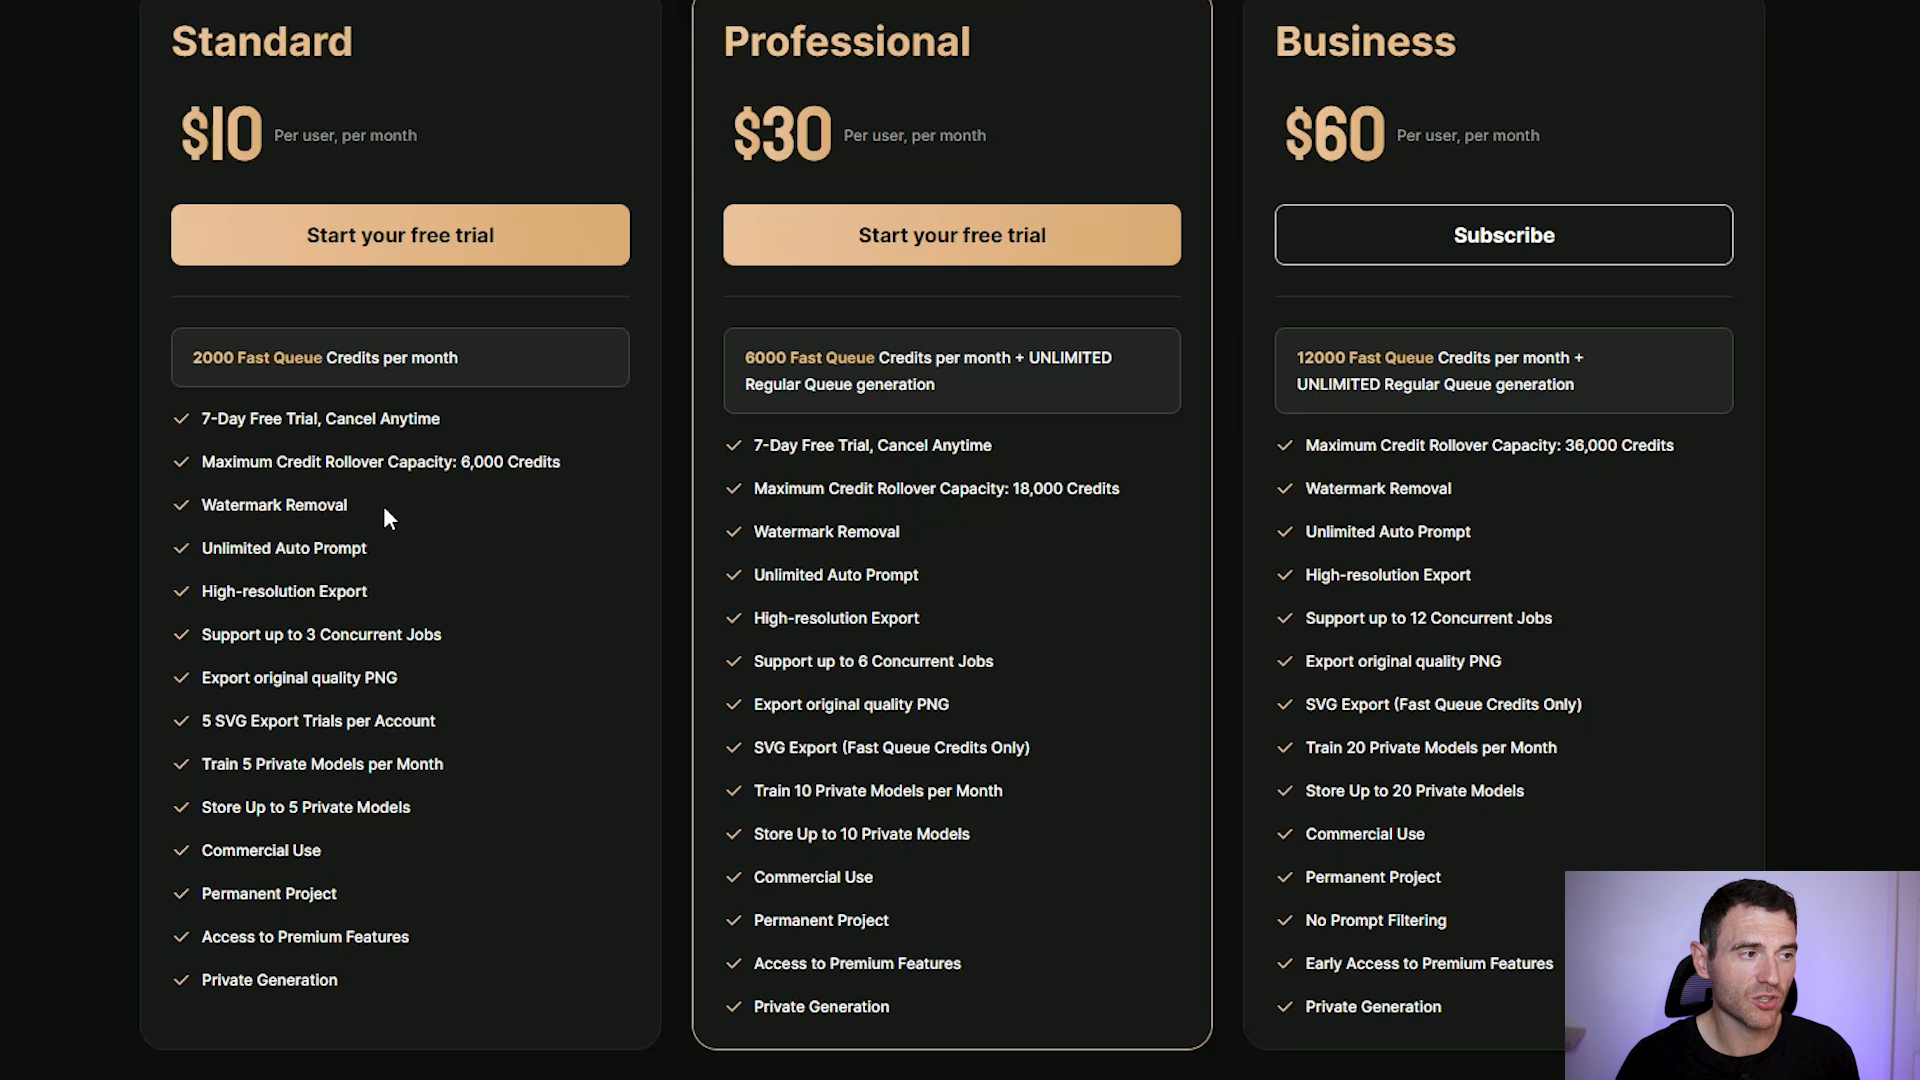 Standard
$10 Per user, per month
Start your free trial
2000 Fast Queue Credits per month
7-Day Free Trial, Cancel Anytime
Maximum Credit Rollover Capacity: 6,000 Credits
Watermark Removal
Unlimited Auto Prompt
High-resolution Export
Support up to 3 Concurrent Jobs
Export original quality PNG
5 SVG Export Trials per Account
Train 5 Private Models per Month
Store Up to 5 Private Models
Commercial Use
Permanent Project
Access to Premium Features
Private Generation
Professional
$30 Per user, per month
Start your free trial
6000 Fast Queue Credits per month + UNLIMITED
Regular Queue generation
7-Day Free Trial, Cancel Anytime
Maximum Credit Rollover Capacity: 18,000 Credits
Watermark Removal
Unlimited Auto Prompt
High-resolution Export
Support up to 6 Concurrent Jobs
Export original quality PNG
SVG Export (Fast Queue Credits Only)
Train 10 Private Models per Month
Store Up to 10 Private Models
Commercial Use
Permanent Project
Access to Premium Features
Private Generation
Business
$60 Per user, per month
Subscribe
12000 Fast Queue Credits per month +
UNLIMITED Regular Queue generation
Maximum Credit Rollover Capacity: 36,000 Credits
Watermark Removal
Unlimited Auto Prompt
High-resolution Export
Support up to 12 Concurrent Jobs
Export original quality PNG
SVG Export (Fast Queue Credits Only)
Train 20 Private Models per Month
Store Up to 20 Private Models
Commercial Use
Permanent Project
No Prompt Filtering
Early Access to Premium Features
Private Generation